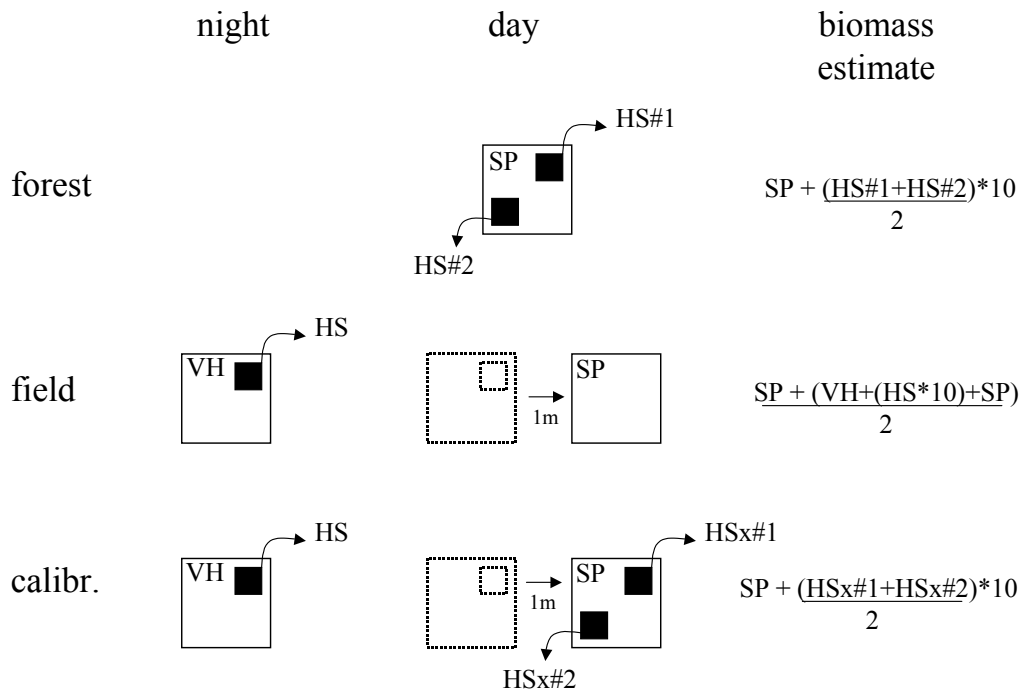 night
day
biomass
estimate
HS#1
SP
forest
SP + (HS#1+HS#2)*10
2
HS#2
HS
VH
SP
field
1m
SP + (VH+(HS*10)+SP)
2
HS
HSx#1
VH
SP
calibr.
1m
SP + (HSx#1+HSx#2)*10
2
HSx#2